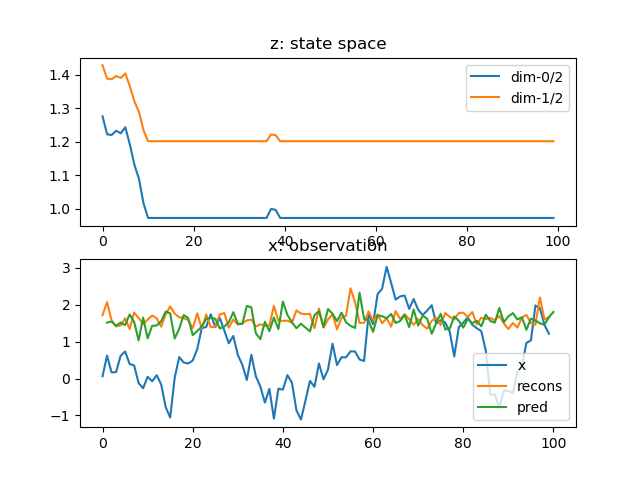 z: state space
1.4
1.3
1.2
1.1
1.0
dim-0/2
dim-1/2
0 20 40 60 80 100
x: observation
3
2
1
0
−1
x
recons
pred
0 20 40 60 80 100